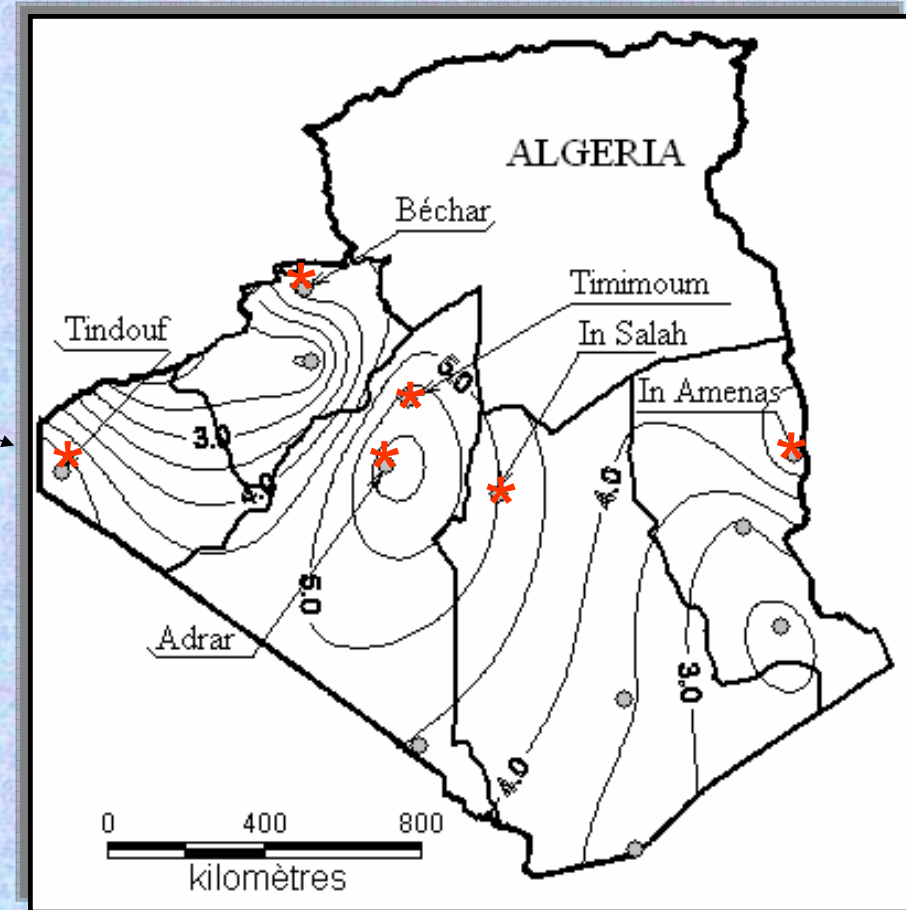 ALGERIA
Béchar
Timimoum
Tindouf
In Salah
5.0
In Amenas
3.0
4.0
4.0
5.0
Adrar
3.0
4.0
0 400 800
kilomètres